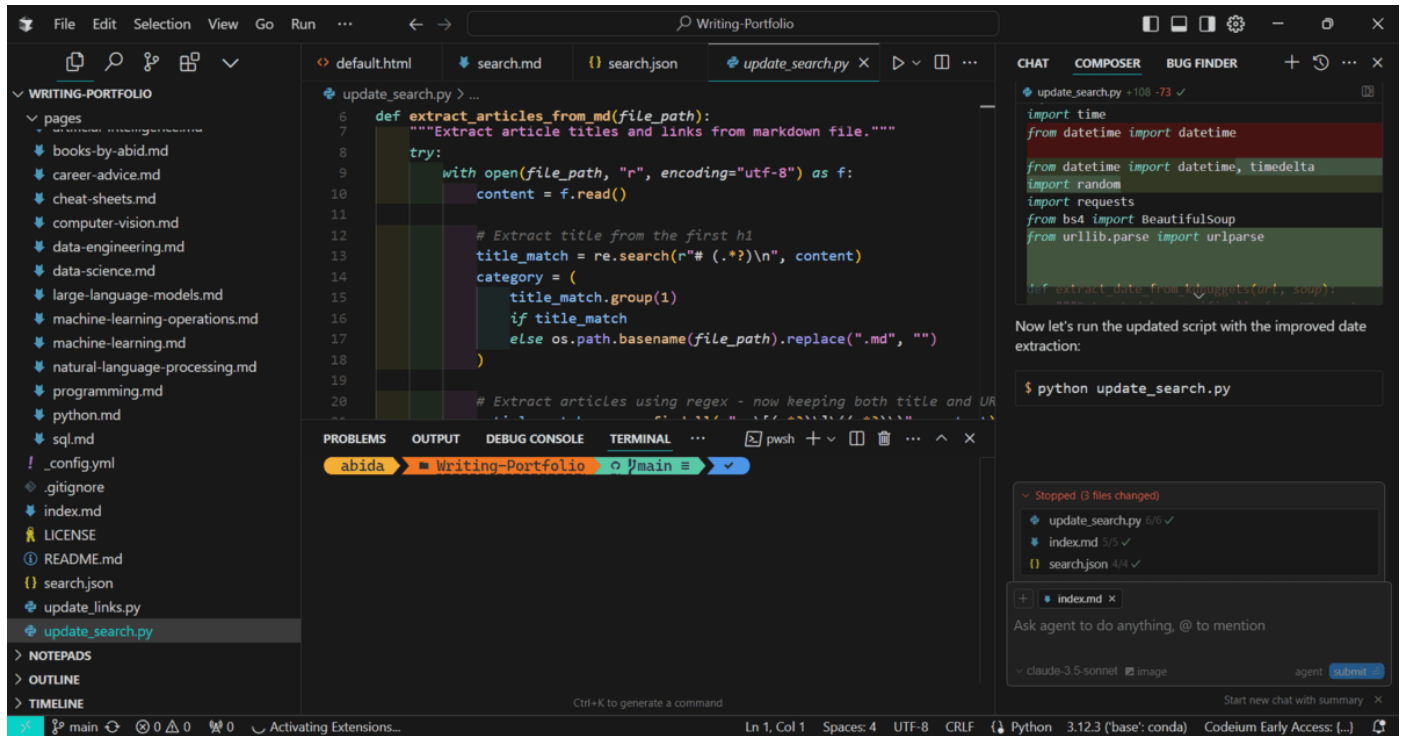 File Edit Selection View Go Run ...
Writing-Portfolio
WRITING-PORTFOLIO
pages
books-by-abid.md
career-advice.md
cheat-sheets.md
computer-vision.md
data-engineering.md
data-science.md
large-language-models.md
machine-learning-operations.md
machine-learning.md
natural-language-processing.md
programming.md
python.md
sql.md
_config.yml
.gitignore
index.md
LICENSE
README.md
search.json
update_links.py
update_search.py
NOTEPADS
OUTLINE
TIMELINE
default.html search.md {} search.json update_search.py
update_search.py > ...
6 def extract_articles_from_md(file_path):
7 """Extract article titles and links from markdown file."""
8 try:
9 with open(file_path, "r", encoding="utf-8") as f:
10 content = f.read()
11
12 # Extract title from the first h1
13 title_match = re.search(r"# (.*?)\n", content)
14 category = (
15 title_match.group(1)
16 if title_match
17 else os.path.basename(file_path).replace(".md", "")
18 )
19
20 # Extract articles using regex - now keeping both title and UR
PROBLEMS OUTPUT DEBUG CONSOLE TERMINAL ... pwsh
abida Writing-Portfolio main
Ctrl+K to generate a command
CHAT COMPOSER BUG FINDER
update_search.py +108 -73
import time
from datetime import datetime
from datetime import datetime, timedelta
import random
import requests
from bs4 import BeautifulSoup
from urllib.parse import urlparse
def extract_date_from_kdnuggets(url, soup):
Now let's run the updated script with the improved date
extraction:
$ python update_search.py
Stopped (3 files changed)
update_search.py 6/6
index.md 5/5
{} search.json 4/4
index.md
Ask agent to do anything, @ to mention
claude-3.5-sonnet image agent submit
Start new chat with summary
main 0 0 0 Activating Extensions... Ln 1, Col 1 Spaces: 4 UTF-8 CRLF Python 3.12.3 ('base': conda) Codeium Early Access: {...}